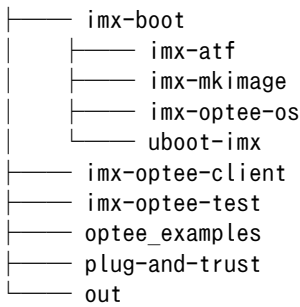 ├──── imx-boot
│     ├──── imx-atf
│     ├──── imx-mkimage
│     ├──── imx-optee-os
│     └──── uboot-imx
├──── imx-optee-client
├──── imx-optee-test
├──── optee_examples
├──── plug-and-trust
└──── out